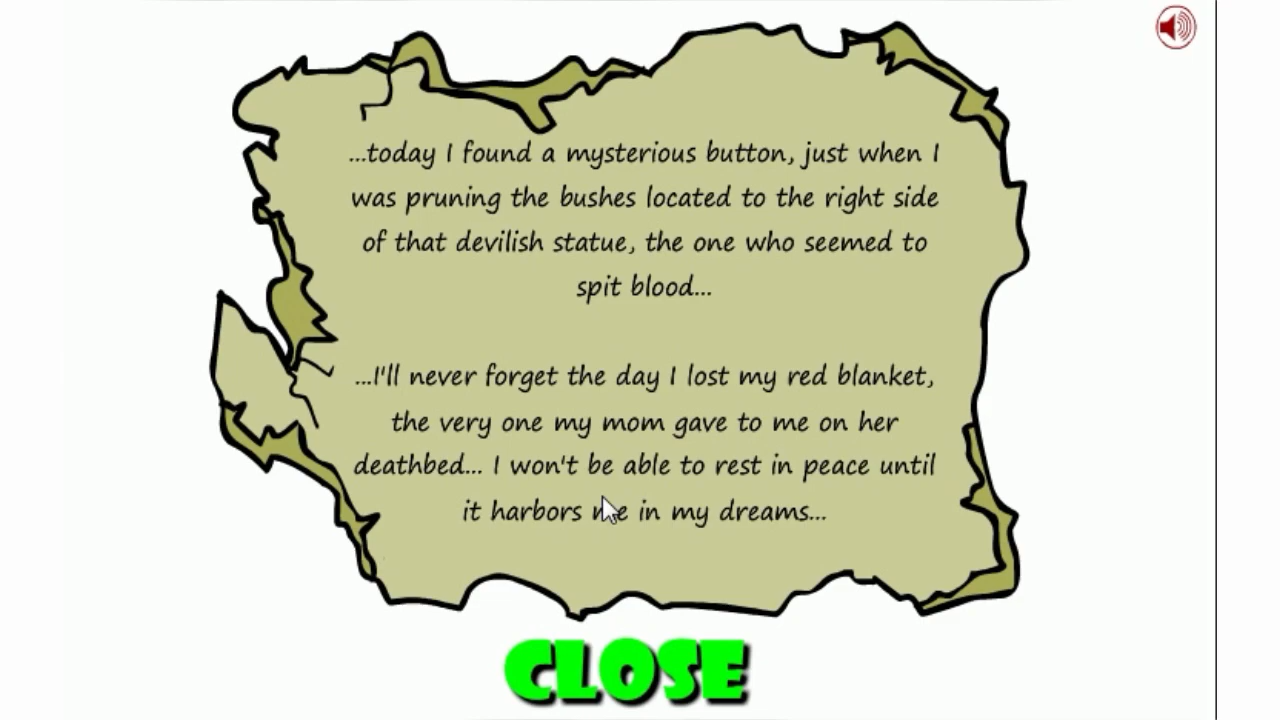 ...today I found a mysterious button, just when I
was pruning the bushes located to the right side
of that devilish statue, the one who seemed to
spit blood...
...I'll never forget the day I lost my red blanket,
the very one my mom gave to me on her
deathbed... I won't be able to rest in peace until
it harbors me in my dreams...
CLOSE